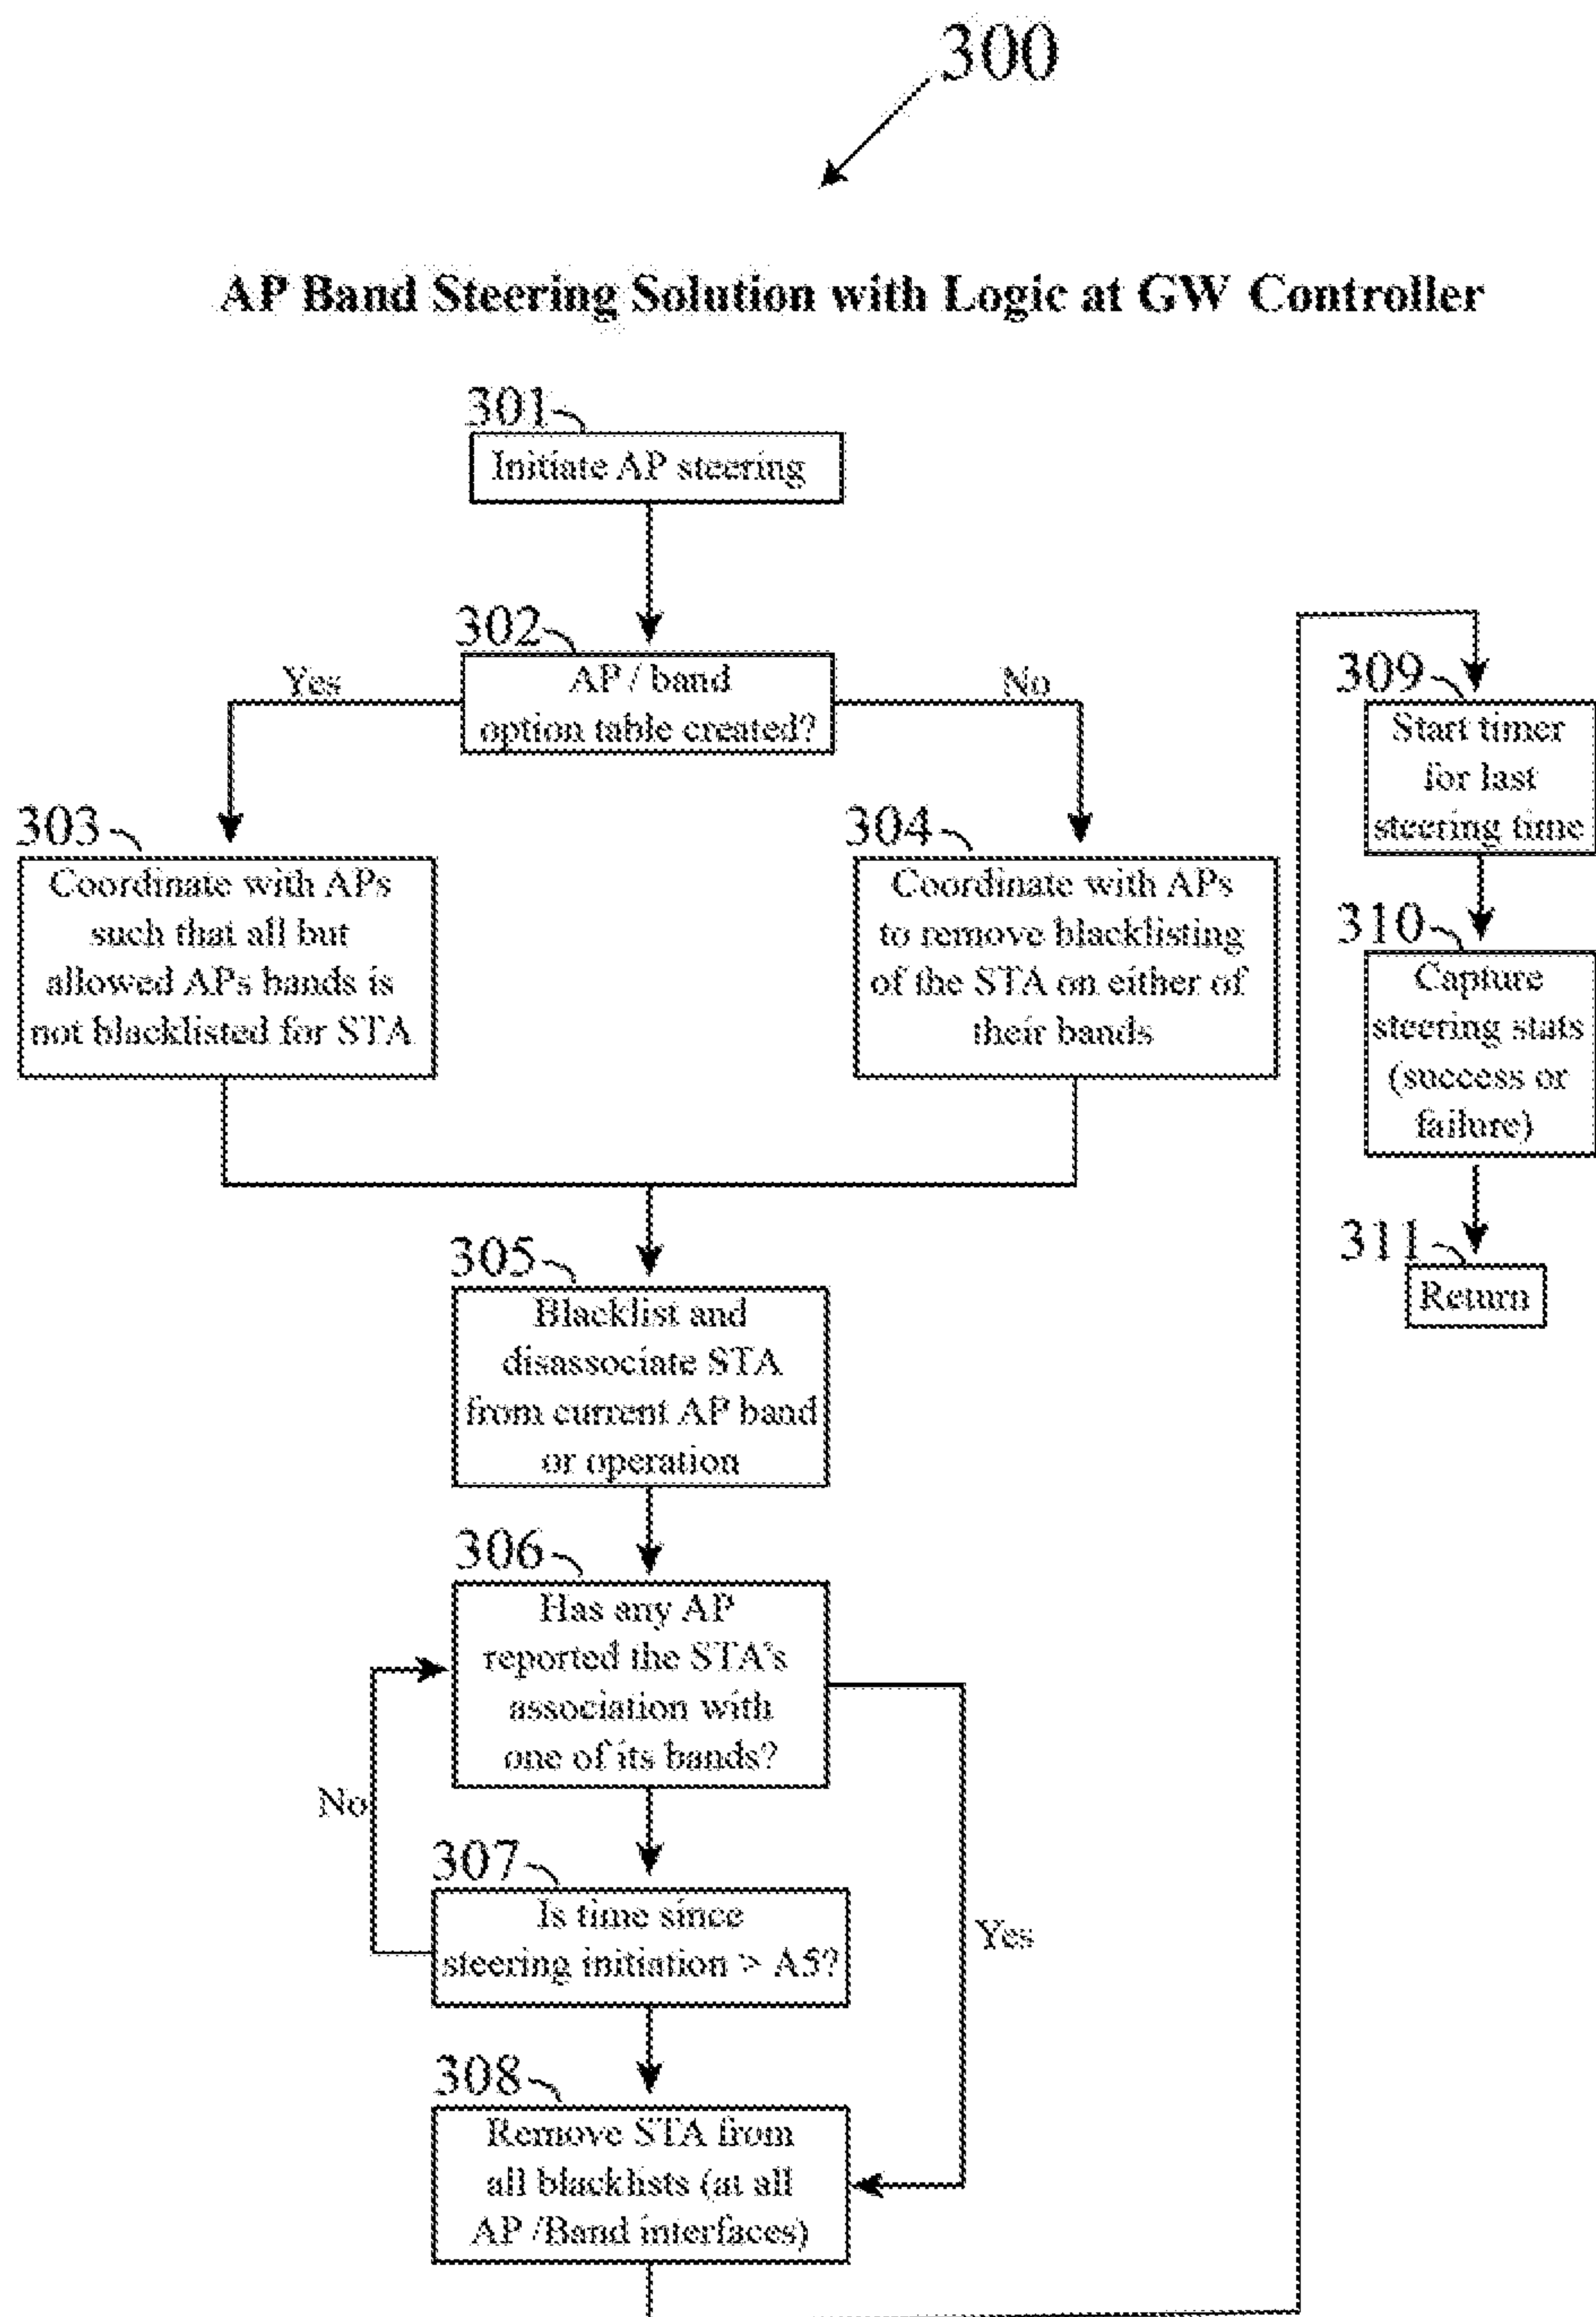 300
AP Band Steering Solution with Logic at GW Controller
301
Initiate AP steering
302
AP / band
option table created?
Yes
No
303
Coordinate with APs
such that all but
allowed APs bands is
not blacklisted for STA
304
Coordinate with APs
to remove blacklisting
of the STA on either of
their bands
305
Blacklist and
disassociate STA
from current AP band
or operation
306
Has any AP
reported the STA's
association with
one of its bands?
No
Yes
307
Is time since
steering initiation > A5?
308
Remove STA from
all blacklists (at all
AP /Band interfaces)
309
Start timer
for last
steering time
310
Capture
steering stats
(success or
failure)
311
Return